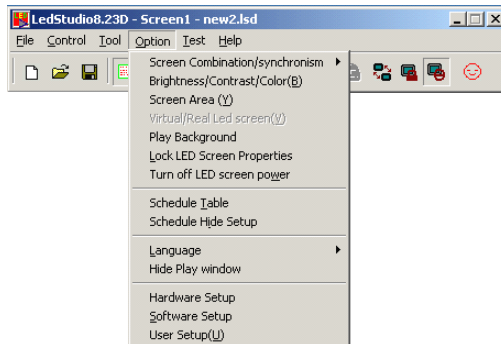 LedStudio8.23D - Screen1 - new2.lsd
File Control Tool Option Test Help
Screen Combination/synchronism
Brightness/Contrast/Color(B)
Screen Area (Y)
Virtual/Real Led screen(V)
Play Background
Lock LED Screen Properties
Turn off LED screen power
Schedule Table
Schedule Hide Setup
Language
Hide Play window
Hardware Setup
Software Setup
User Setup(U)